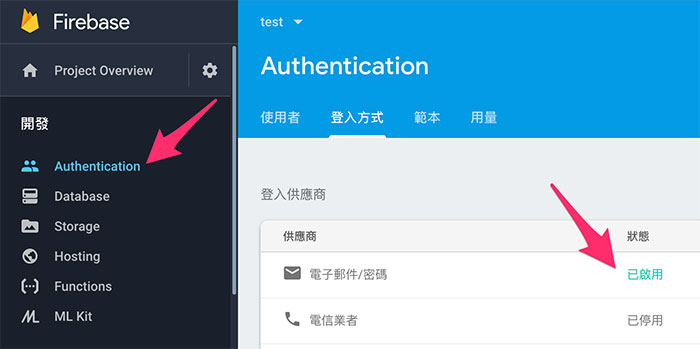 Firebase
Project Overview
開發
Authentication
Database
Storage
Hosting
Functions
ML Kit
test
Authentication
使用者 登入方式 範本 用量
登入供應商
供應商 狀態
電子郵件/密碼 已啟用
電信業者 已停用